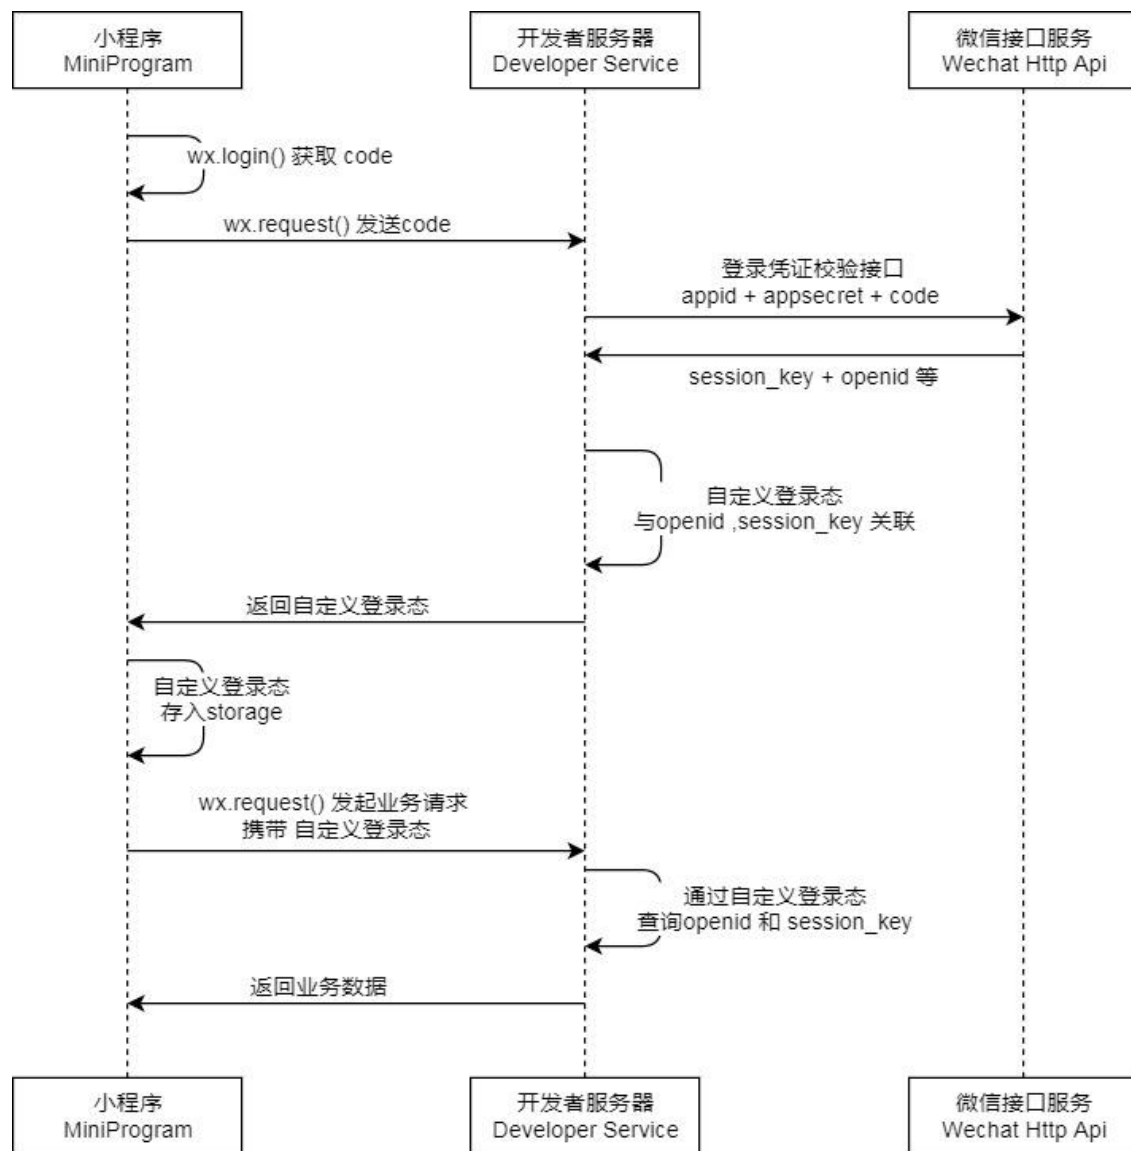 小程序
MiniProgram
开发者服务器
Developer Service
微信接口服务
Wechat Http Api
wx.login() 获取 code
wx.request() 发送code
登录凭证校验接口
appid + appsecret + code
session_key + openid 等
自定义登录态
与openid ,session_key 关联
返回自定义登录态
自定义登录态
存入storage
wx.request() 发起业务请求
携带 自定义登录态
通过自定义登录态
查询openid 和 session_key
返回业务数据
小程序
MiniProgram
开发者服务器
Developer Service
微信接口服务
Wechat Http Api